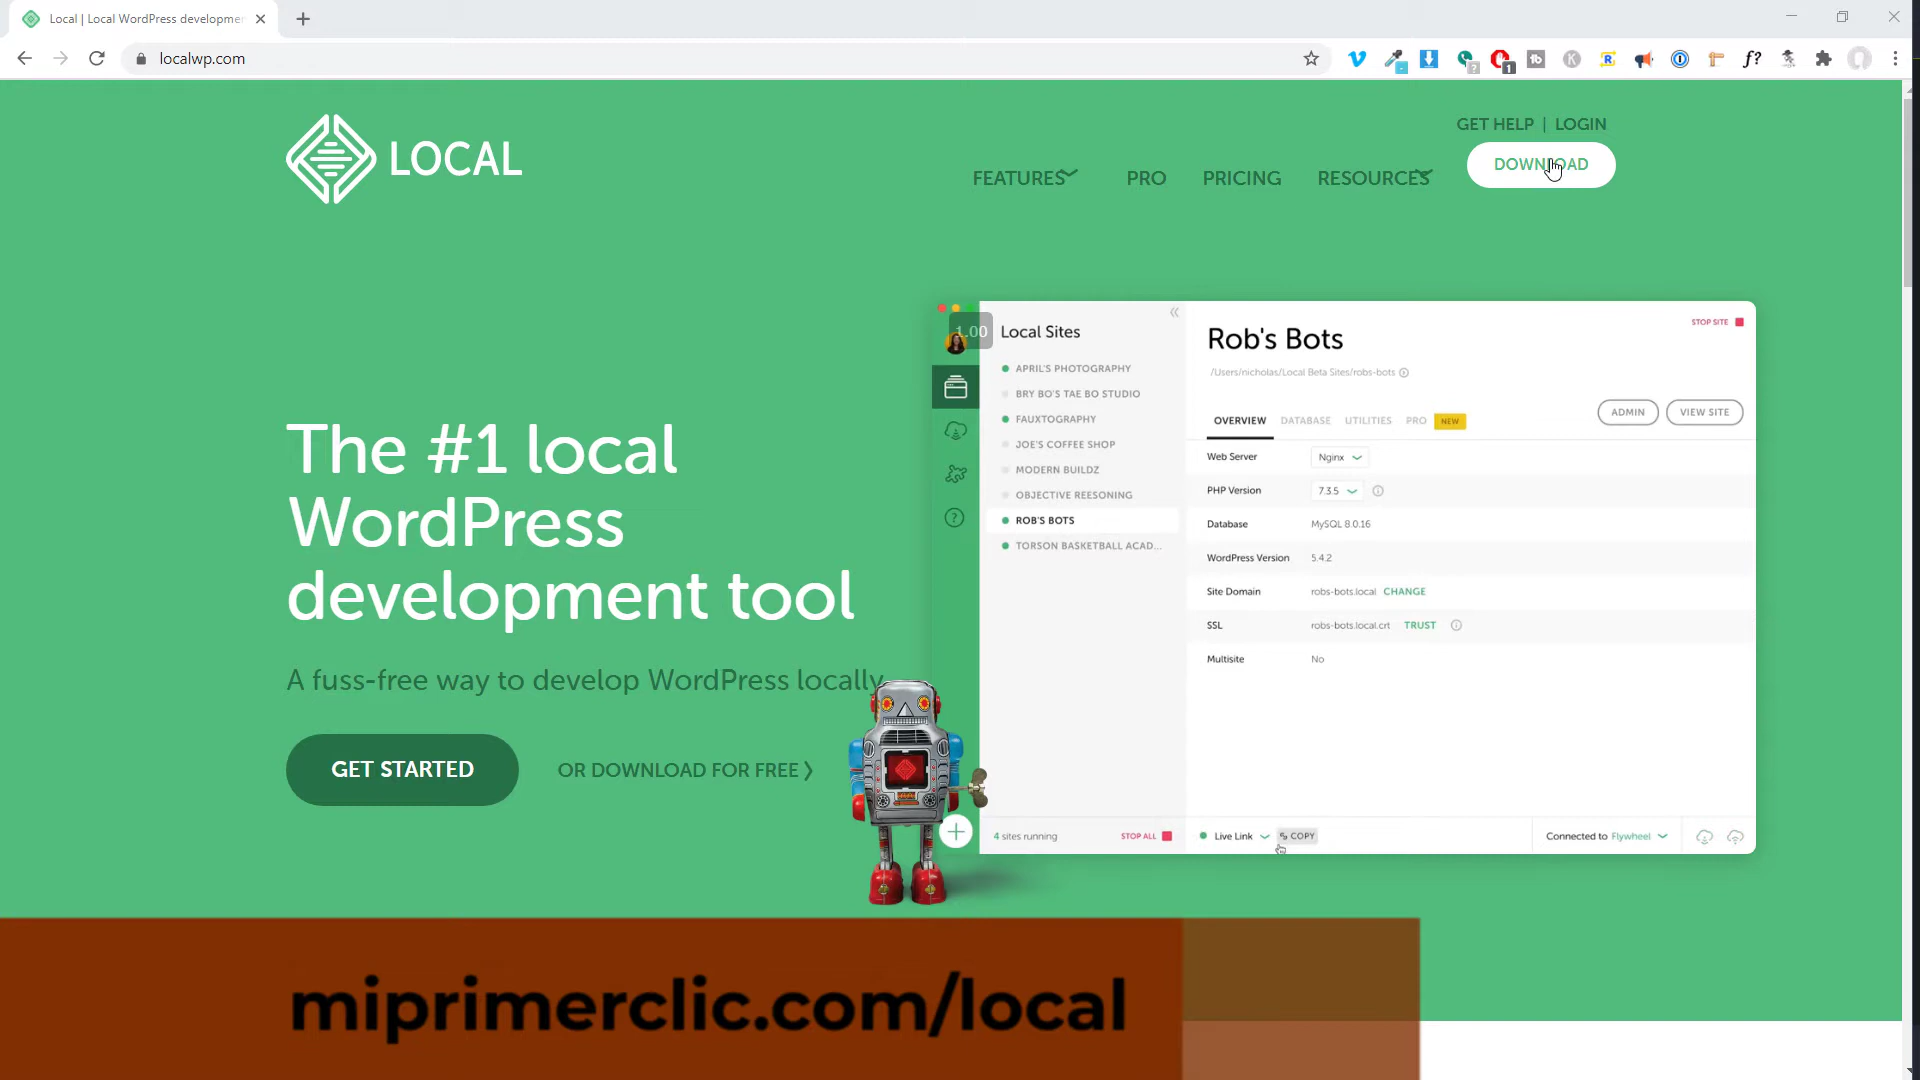 Local | Local WordPress developme
localwp.com
GET HELP | LOGIN
DOWNLOAD
LOCAL
FEATURES PRO PRICING RESOURCES
The #1 local
WordPress
development tool
A fuss-free way to develop WordPress locally
GET STARTED
OR DOWNLOAD FOR FREE
1.00
Local Sites
APRIL'S PHOTOGRAPHY
BRY BO'S TAE BO STUDIO
FAUXTOGRAPHY
JOE'S COFFEE SHOP
MODERN BUILDZ
OBJECTIVE REESONING
ROB'S BOTS
TORSON BASKETBALL ACAD...
4 sites running
STOP ALL
Rob's Bots
STOP SITE
/Users/nicholas/Local Beta Sites/robs-bots
ADMIN
VIEW SITE
OVERVIEW DATABASE UTILITIES PRO NEW
Web Server Nginx
PHP Version 7.3.5
Database MySQL 8.0.16
WordPress Version 5.4.2
Site Domain robs-bots.local CHANGE
SSL robs-bots.local.crt TRUST
Multisite No
Live Link COPY
Connected to Flywheel
miprimerclic.com/local